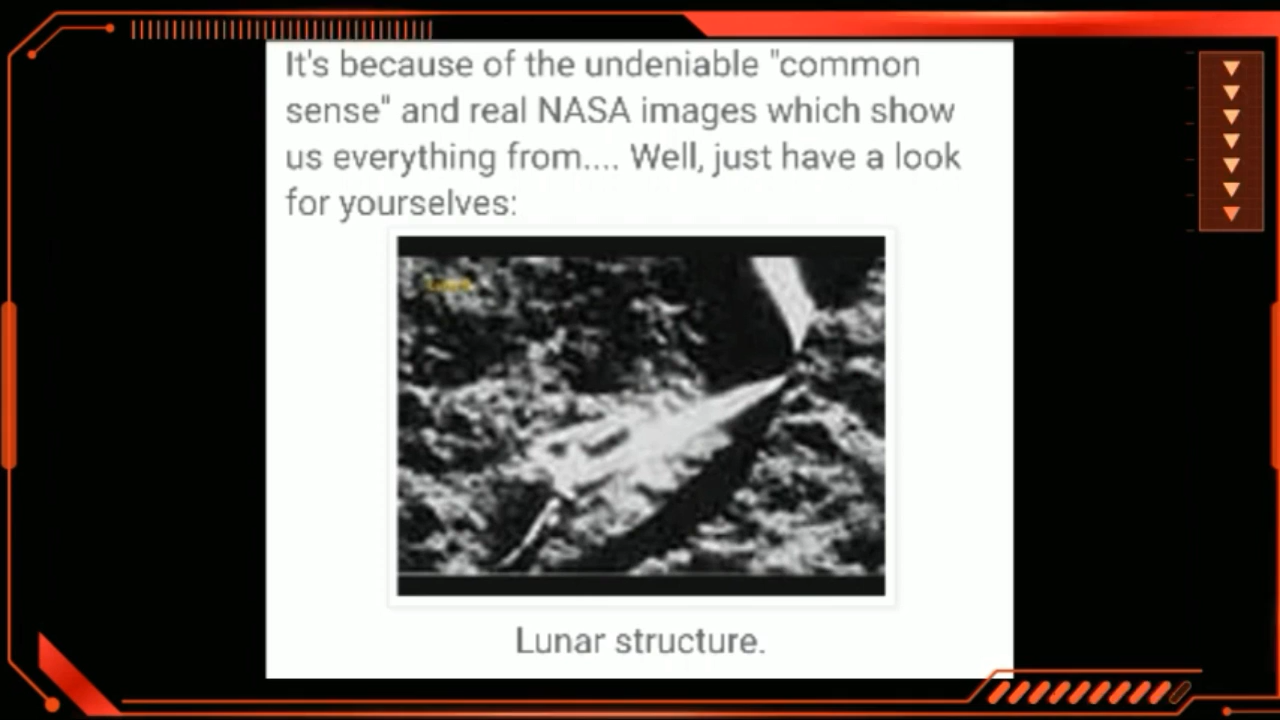 It's because of the undeniable "common
sense" and real NASA images which show
us everything from.... Well, just have a look
for yourselves:
Lunar structure.